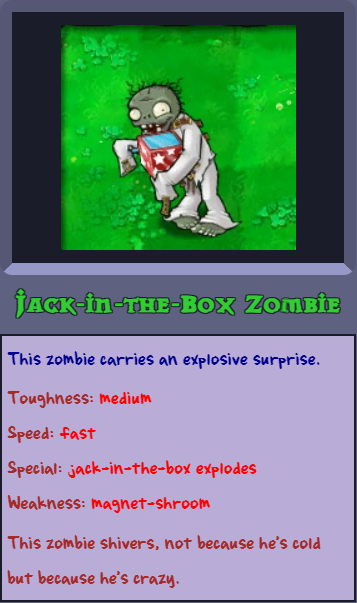 Jack-in-the-Box Zombie
This zombie carries an explosive surprise.
Toughness: medium
Speed: fast
Special: jack-in-the-box explodes
Weakness: magnet-shroom
This zombie shivers, not because he's cold
but because he's crazy.